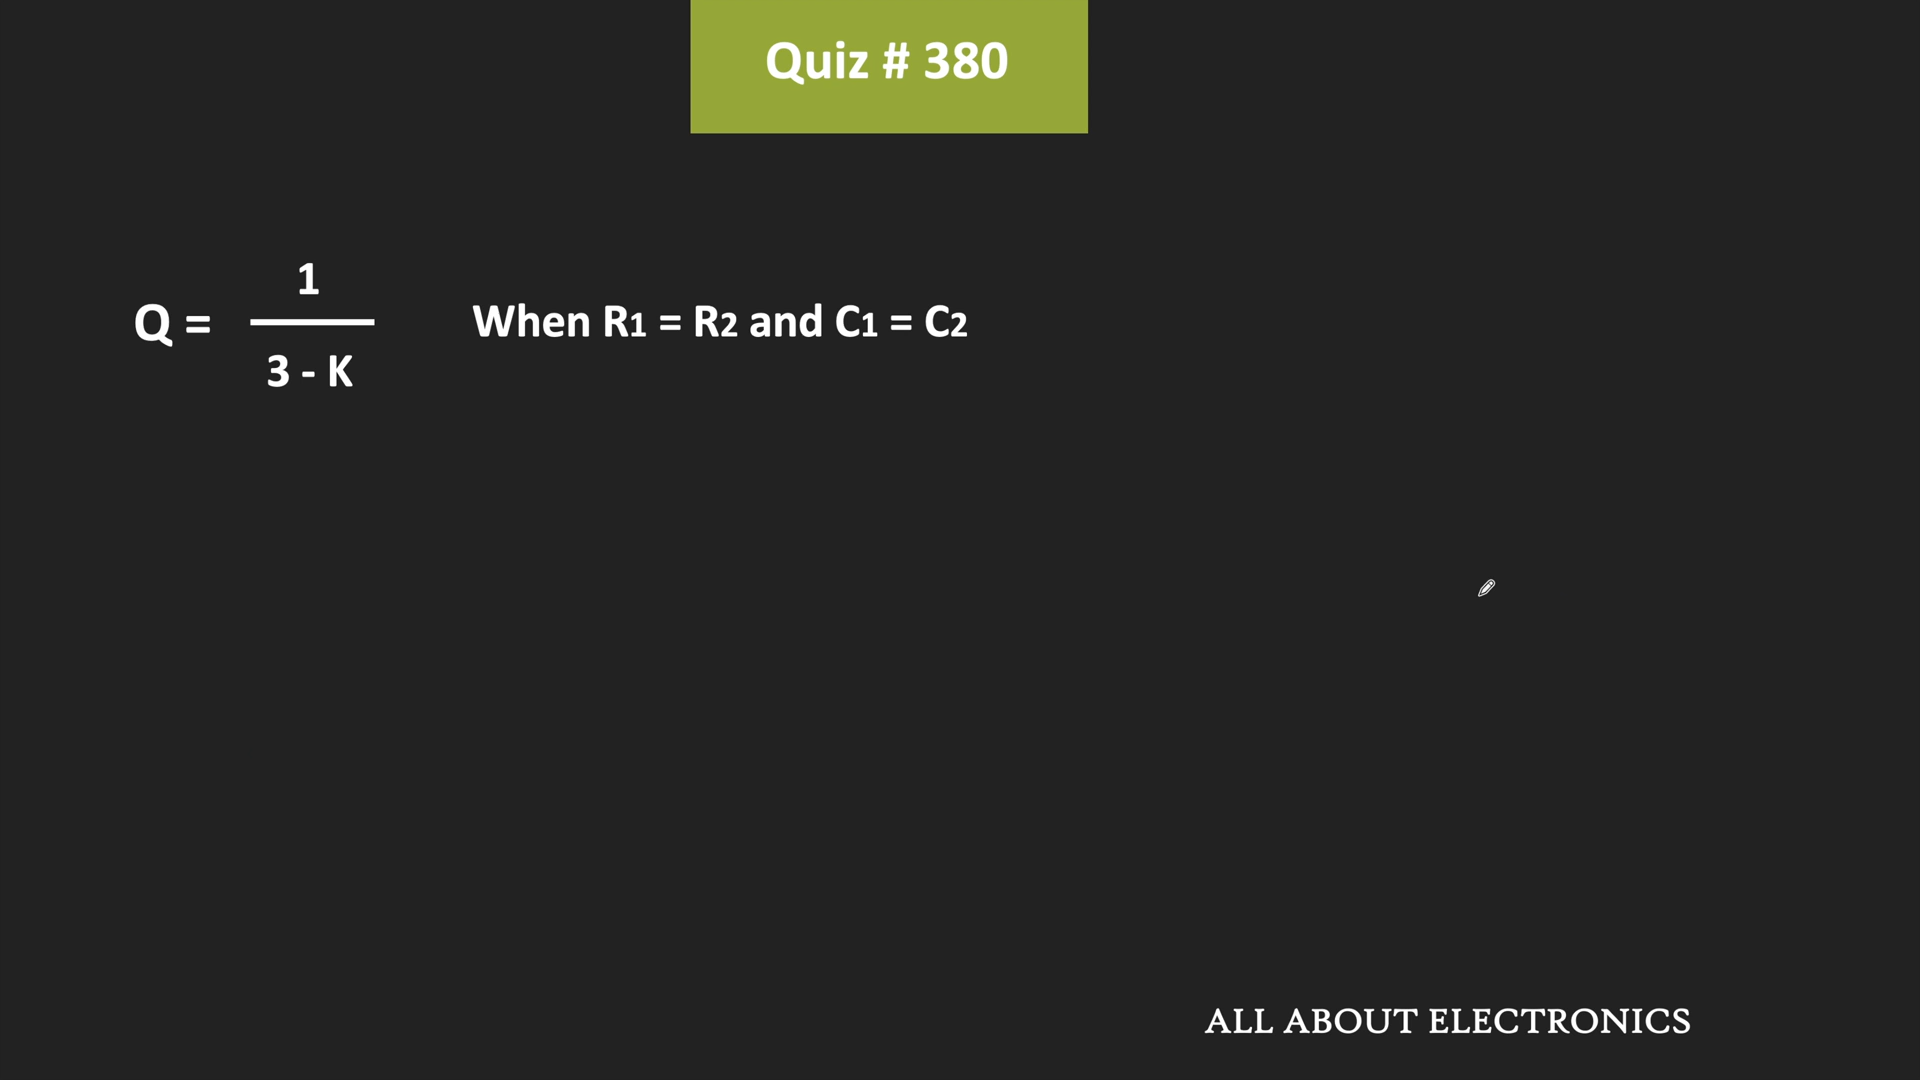 Quiz # 380
Q = 1 / 3 - K When R1 = R2 and C1 = C2
ALL ABOUT ELECTRONICS